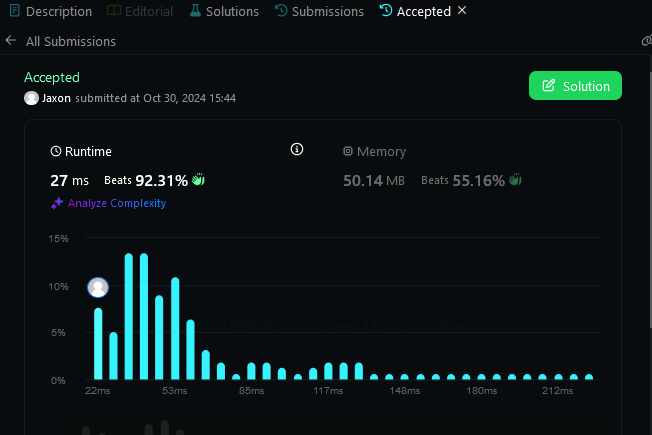 Description Editorial Solutions Submissions Accepted
All Submissions
Accepted
Jaxon submitted at Oct 30, 2024 15:44
Solution
Runtime
27 ms Beats 92.31%
Analyze Complexity
Memory
50.14 MB Beats 55.16%
15%
10%
5%
0%
22ms 53ms 85ms 117ms 148ms 180ms 212ms